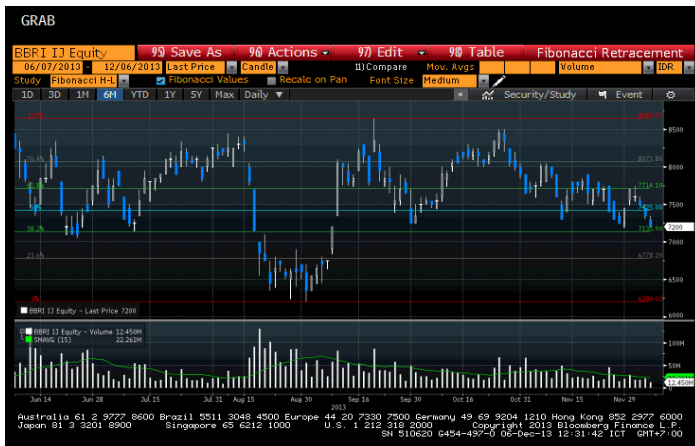 GRAB
BBRI IJ Equity 95) Save As 96) Actions 97) Edit 98) Table Fibonacci Retracement
06/07/2013 - 12/06/2013 Last Price Candle 11) Compare Mov. Avgs Volume IDR
Study Fibonacci H-L Fibonacci Values Recalc on Pan Font Size Medium
1D 3D 1M 6M YTD 1Y 5Y Max Daily ▼ « Security/Study Event
8500
76.4% 8071.80
8000
61.8% 7714.10
7500
7200
38.2%
7000
23.6% 6778.20
0% 6200.00
6000
BBRI IJ Equity - Last Price 7200
BBRI IJ Equity - Volume 12.450M
SMAVG (15) 22.261M
100M
50M
12.450M
Jun 14 Jun 28 Jul 15 Jul 31 Aug 15 Aug 30 Sep 16 Sep 30 Oct 16 Oct 31 Nov 15 Nov 29
2013
Australia 61 2 9777 8600 Brazil 5511 3048 4500 Europe 44 20 7330 7500 Germany 49 69 9204 1210 Hong Kong 852 2977 6000
Japan 81 3 3201 8900 Singapore 65 6212 1000 U.S. 1 212 318 2000 Copyright 2013 Bloomberg Finance L.P.
SN 510620 G454-497-0 06-Dec-13 12:31:42 ICT GMT+7:00